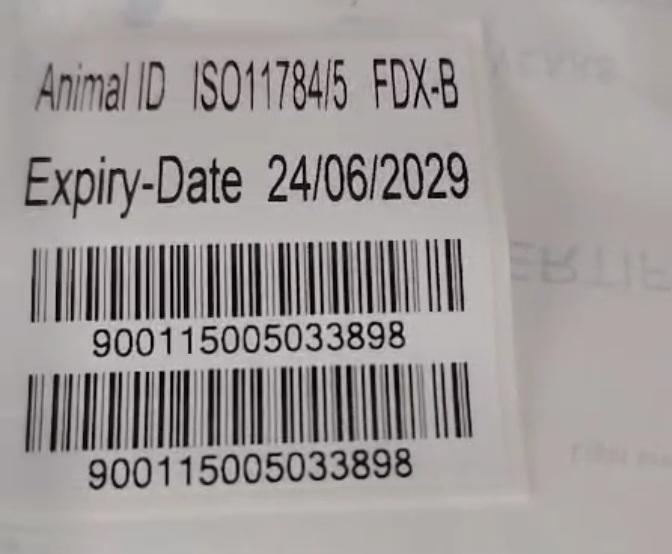 Animal ID ISO11784/5 FDX-B
Expiry-Date 24/06/2029
900115005033898
900115005033898